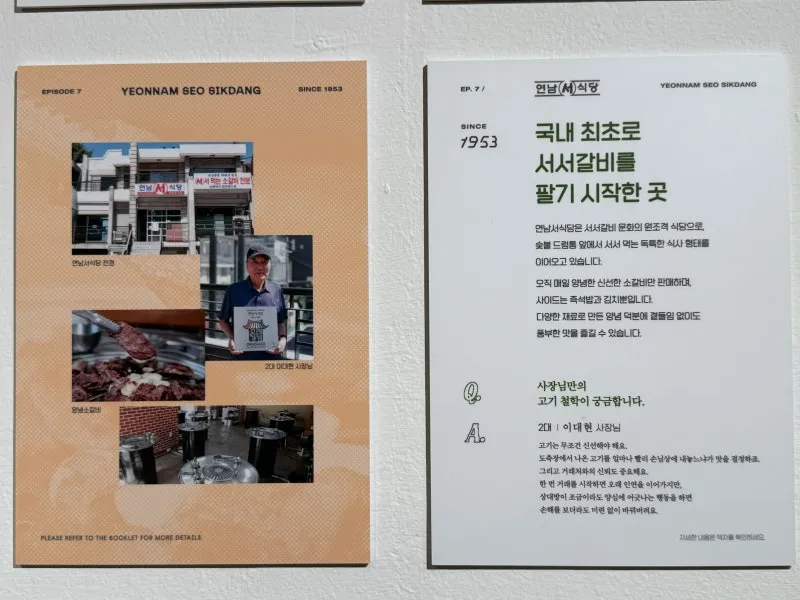 EPISODE 7
YEONNAM SEO SIKDANG
SINCE 1953
연남 서 식당
서서 먹는 소갈비 전문
연남서식당 전경
2대 이대현 사장님
양념소갈비
PLEASE REFER TO THE BOOKLET FOR MORE DETAILS
EP. 7 /
연남(서)식당
YEONNAM SEO SIKDANG
SINCE
1953
국내 최초로
서서갈비를
팔기 시작한 곳
연남서식당은 서서갈비 문화의 원조격 식당으로,
숯불 드럼통 앞에서 서서 먹는 독특한 식사 형태를
이어오고 있습니다.
오직 매일 양념한 신선한 소갈비만 판매하며,
사이드는 즉석밥과 김치뿐입니다.
다양한 재료로 만든 양념 덕분에 곁들임 없이도
풍부한 맛을 즐길 수 있습니다.
Q.
사장님만의
고기 철학이 궁금합니다.
A.
2대 | 이대현 사장님
고기는 무조건 신선해야 해요.
도축장에서 나온 고기를 얼마나 빨리 손님상에 내놓느냐가 맛을 결정하죠.
그리고 거래처와의 신뢰도 중요해요.
한 번 거래를 시작하면 오래 인연을 이어가지만,
상대방이 조금이라도 양심에 어긋나는 행동을 하면
손해를 보더라도 미련 없이 바꿔버려요.
자세한 내용은 책자를 확인하세요